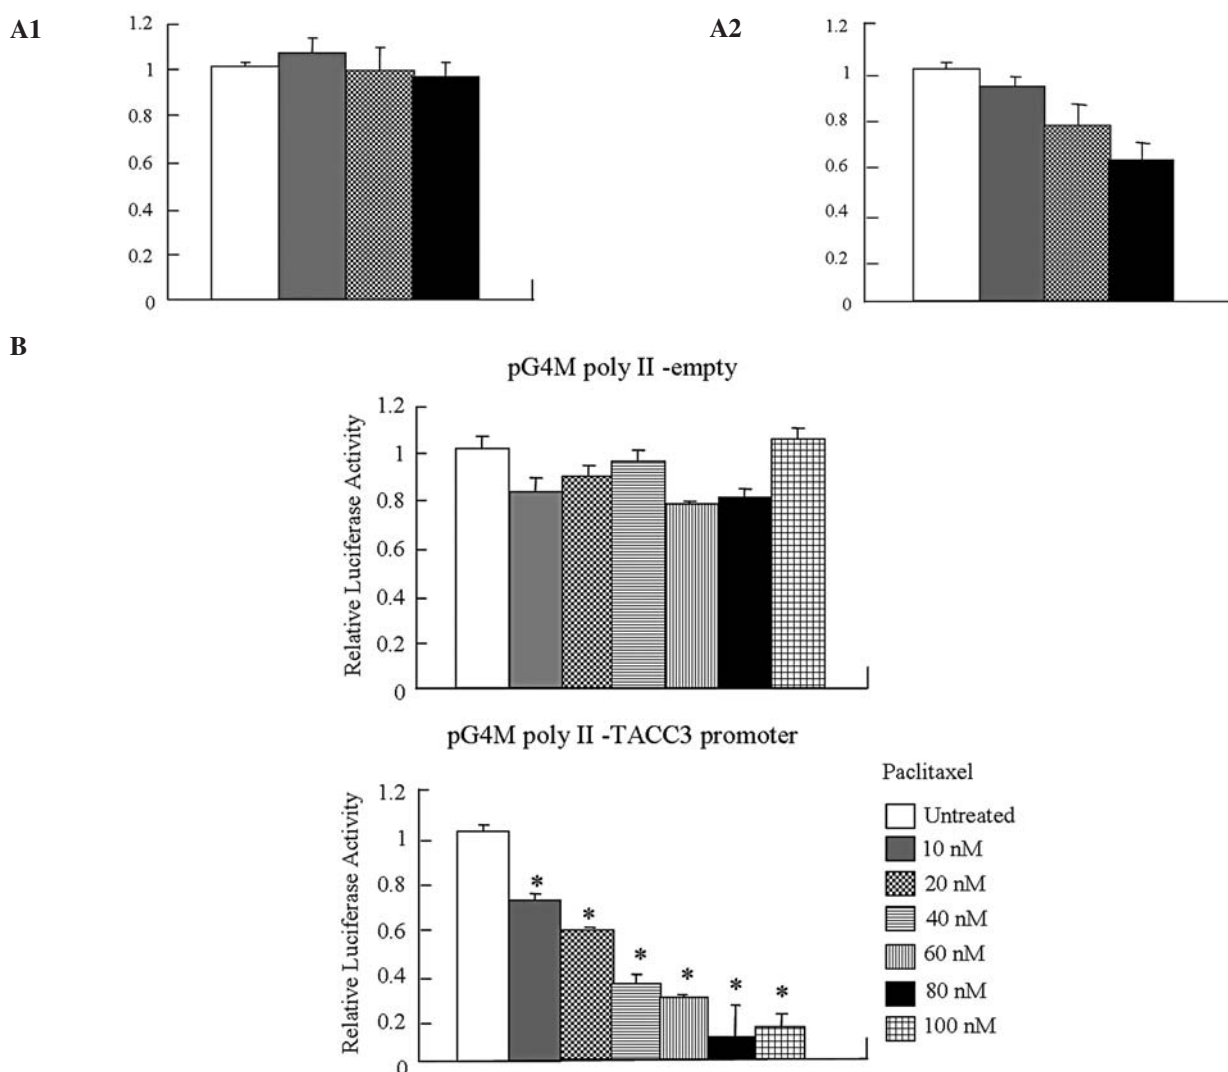 A1
1.2
1
0.8
0.6
0.4
0.2
0
A2
1.2
1
0.8
0.6
0.4
0.2
0
B
pG4M poly II -empty
Relative Luciferase Activity
1.2
1
0.8
0.6
0.4
0.2
0
pG4M poly II -TACC3 promoter
Relative Luciferase Activity
1.2
1
0.8
0.6
0.4
0.2
0
*
*
*
*
*
*
Paclitaxel
Untreated
10 nM
20 nM
40 nM
60 nM
80 nM
100 nM